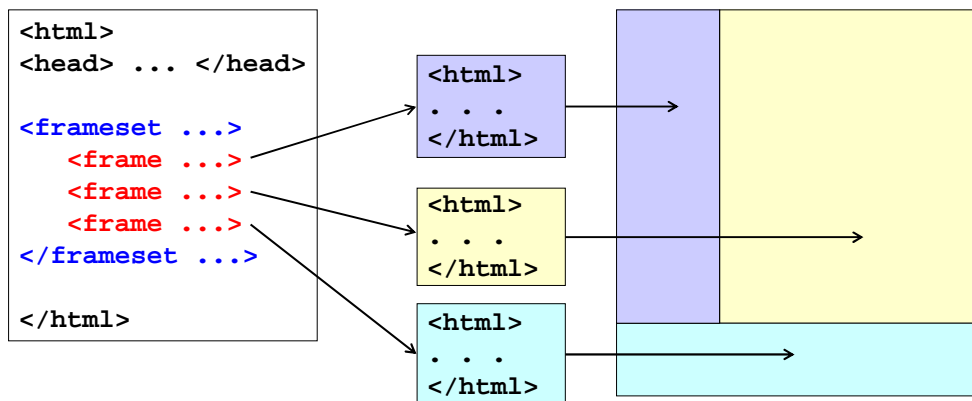 <html>
<head> ... </head>
<frameset ...>
<frame ...>
<frame ...>
<frame ...>
</frameset ...>
</html>
<html>
. . .
</html>
<html>
. . .
</html>
<html>
. . .
</html>